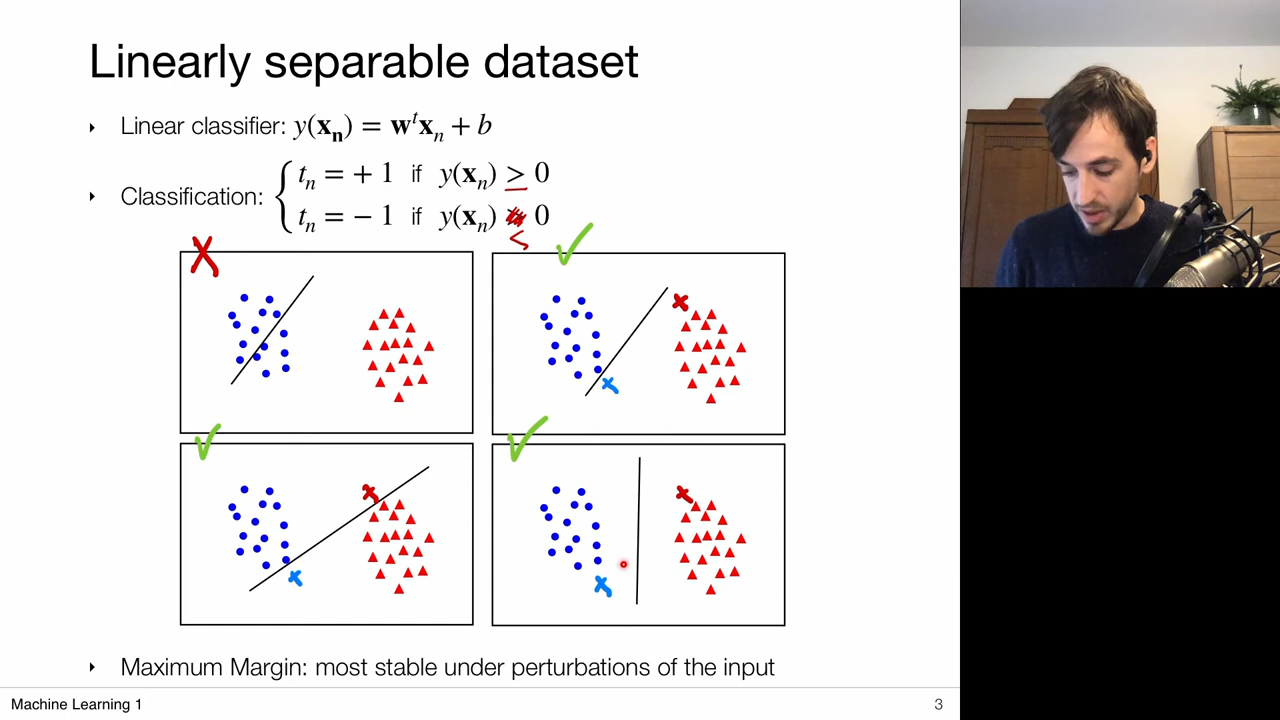 Linearly separable dataset
Linear classifier: y(xₙ) = wᵗxₙ + b
Classification: { tₙ = + 1 if y(xₙ) > 0
tₙ = − 1 if y(xₙ) 0
<
Maximum Margin: most stable under perturbations of the input
Machine Learning 1
3